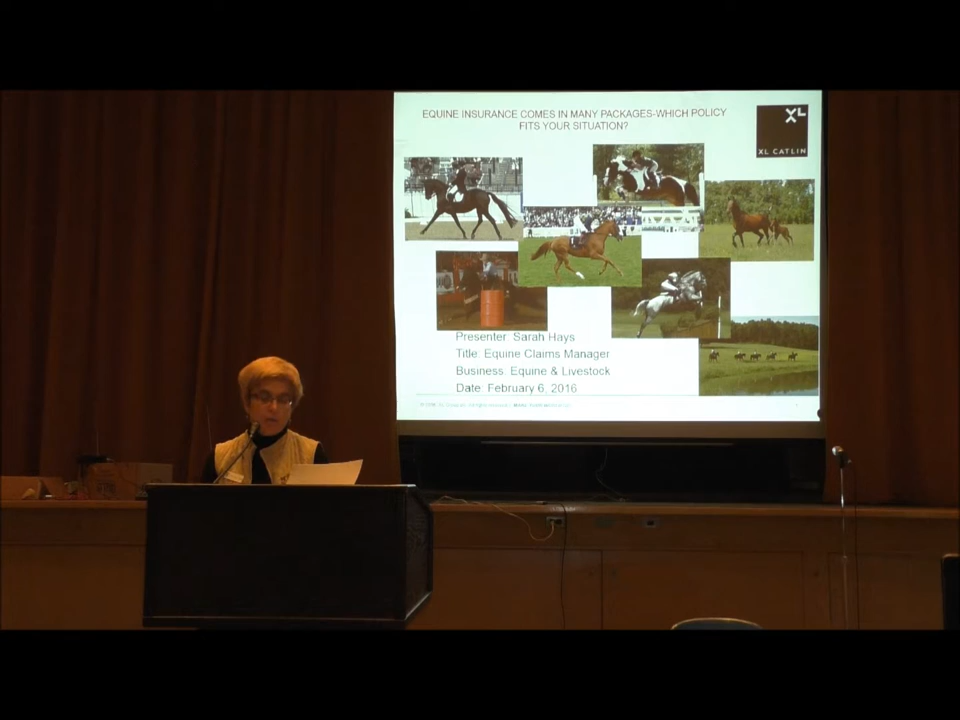 EQUINE INSURANCE COMES IN MANY PACKAGES-WHICH POLICY
FITS YOUR SITUATION?
XL
XL CATLIN
Presenter: Sarah Hays
Title: Equine Claims Manager
Business: Equine & Livestock
Date: February 6, 2016